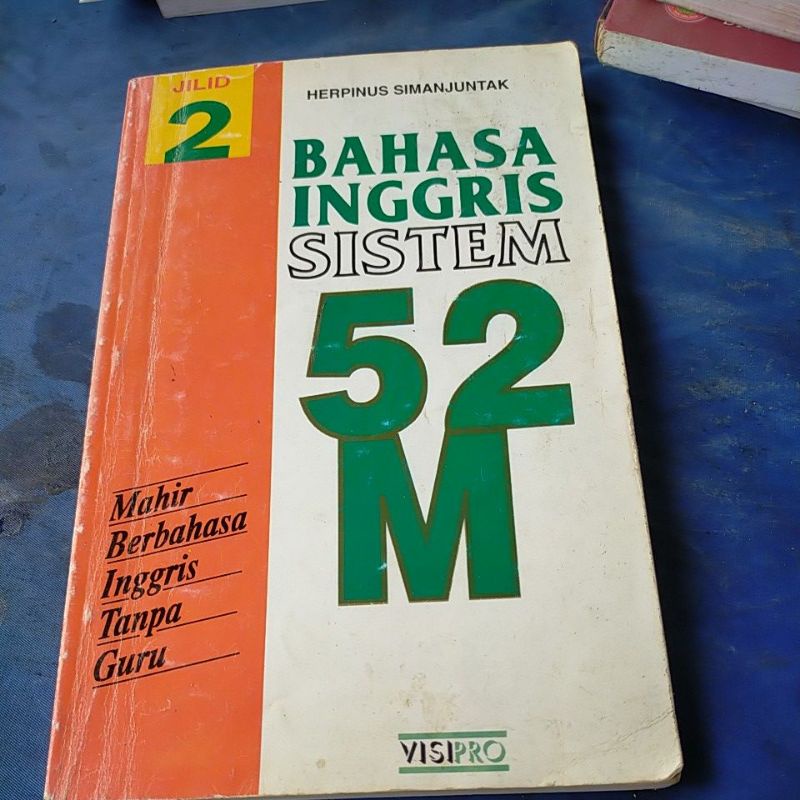 JILID
2
HERPINUS SIMANJUNTAK
BAHASA
INGGRIS
SISTEM
52
M
Mahir
Berbahasa
Inggris
Tanpa
Guru
VISIPRO